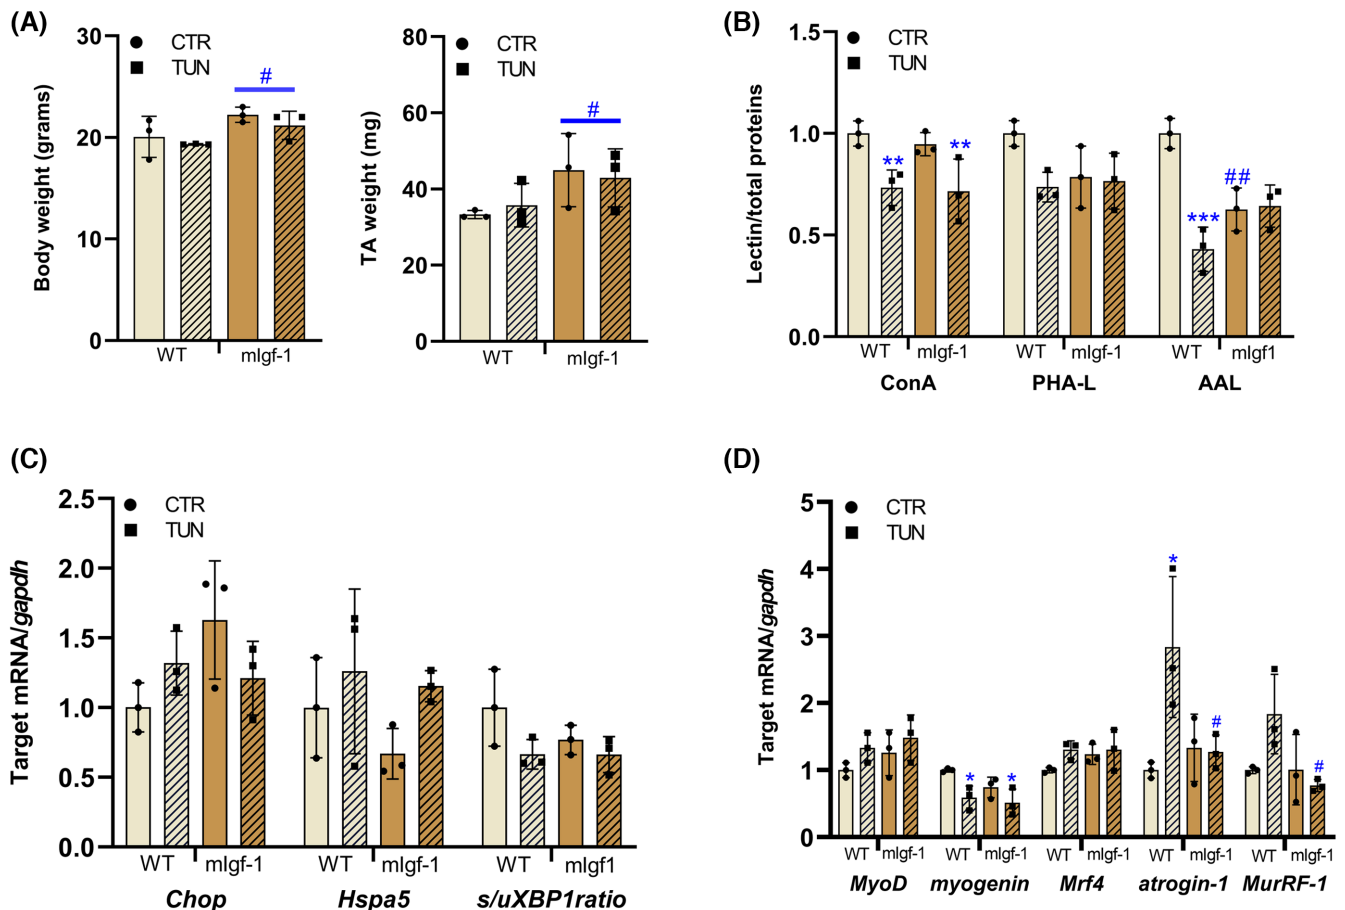 (A)
Body weight (grams)
30
20
10
0
CTR
TUN
#
WT
mIgf-1
TA weight (mg)
80
60
40
20
0
CTR
TUN
#
WT
mIgf-1
(B)
Lectin/total proteins
1.5
1.0
0.5
0.0
CTR
TUN
**
**
***
##
WT mIgf-1 WT mIgf-1 WT mIgf1
ConA PHA-L AAL
(C)
Target mRNA/gapdh
2.5
2.0
1.5
1.0
0.5
0.0
CTR
TUN
WT mIgf-1 WT mIgf-1 WT mIgf1
Chop Hspa5 s/uXBP1ratio
(D)
Target mRNA/gapdh
5
4
3
2
1
0
CTR
TUN
*
*
*
#
#
WT mIgf-1 WT mIgf-1 WT mIgf-1 WT mIgf-1 WT mIgf-1
MyoD myogenin Mrf4 atrogin-1 MurRF-1